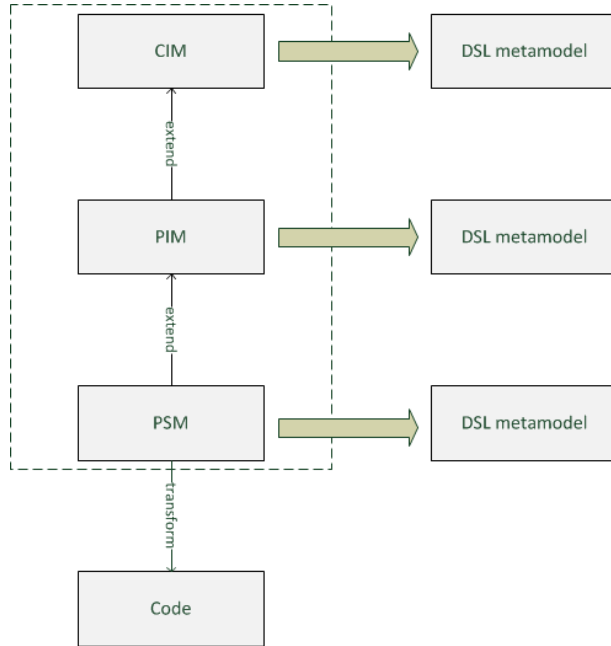 CIM
DSL metamodel
extend
PIM
DSL metamodel
extend
PSM
DSL metamodel
transform
Code